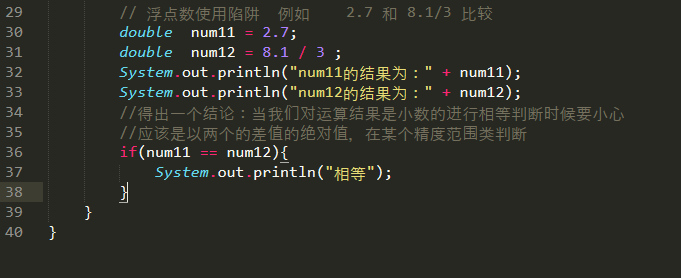 29 // 浮点数使用陷阱 例如 2.7 和 8.1/3 比较
30 double num11 = 2.7;
31 double num12 = 8.1 / 3 ;
32 System.out.println("num11的结果为：" + num11);
33 System.out.println("num12的结果为：" + num12);
34 //得出一个结论：当我们对运算结果是小数的进行相等判断时候要小心
35 //应该是以两个的差值的绝对值，在某个精度范围类判断
36 if(num11 == num12){
37 System.out.println("相等");
38 }
39 }
40 }